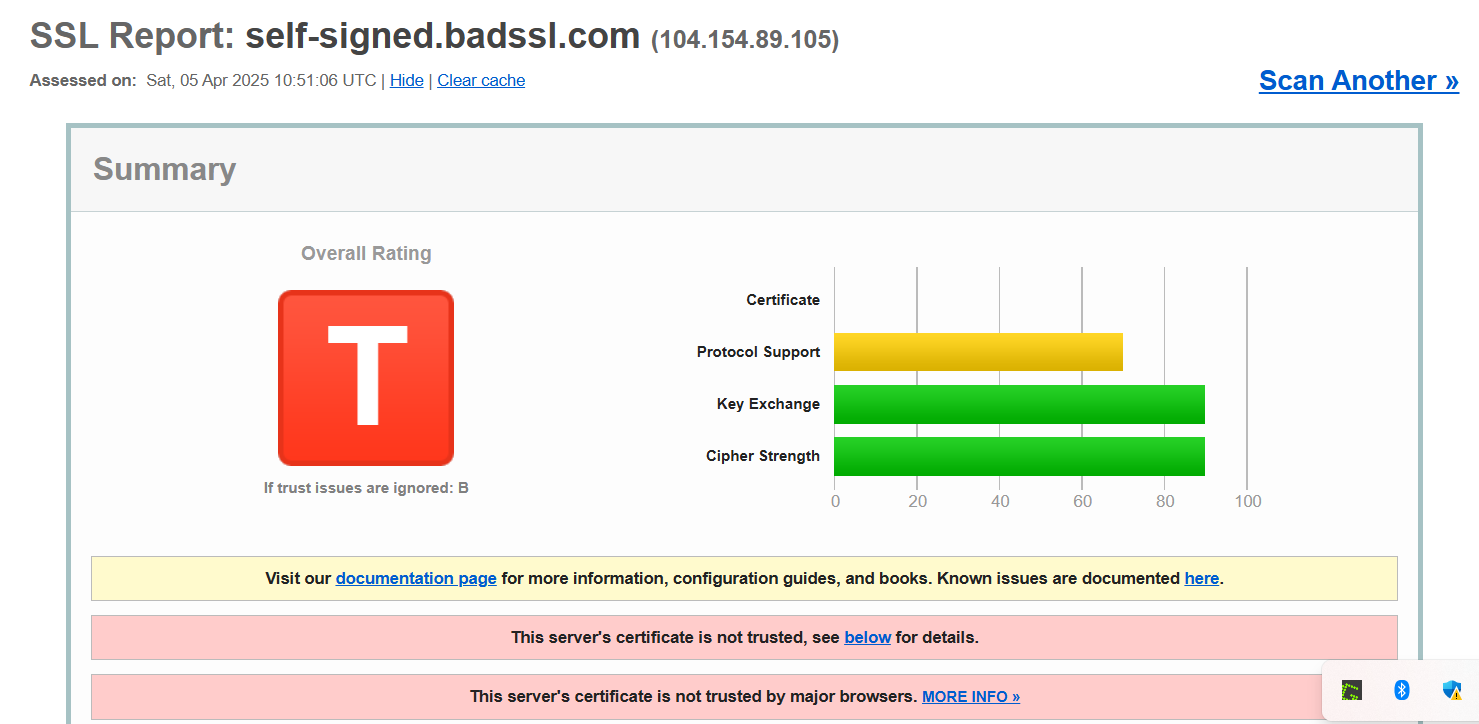 SSL Report: self-signed.badssl.com (104.154.89.105)
Assessed on: Sat, 05 Apr 2025 10:51:06 UTC | Hide | Clear cache
Scan Another »
Summary
Overall Rating
T
If trust issues are ignored: B
Certificate
Protocol Support
Key Exchange
Cipher Strength
0 20 40 60 80 100
Visit our documentation page for more information, configuration guides, and books. Known issues are documented here.
This server's certificate is not trusted, see below for details.
This server's certificate is not trusted by major browsers. MORE INFO »